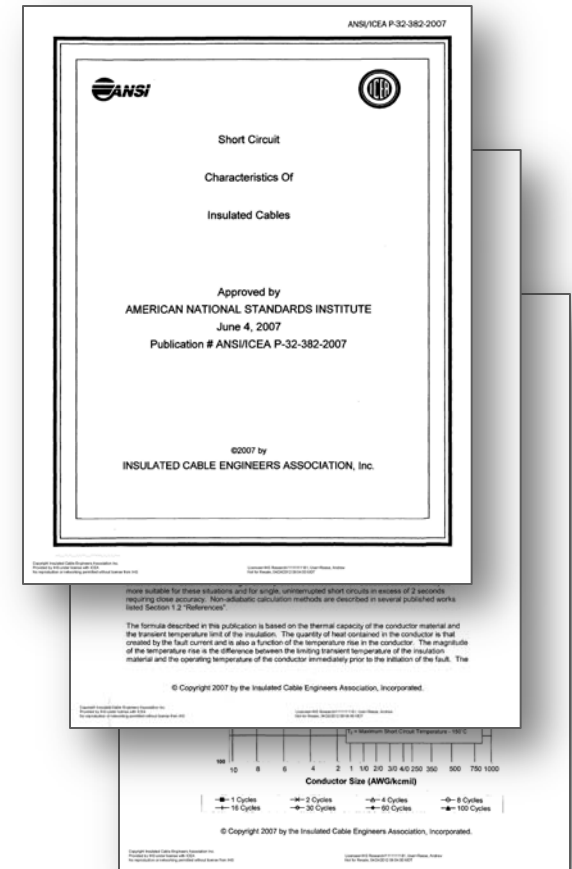 ANSI/ICEA P-32-382-2007
ANSI
ICEA
Short Circuit
Characteristics Of
Insulated Cables
Approved by
AMERICAN NATIONAL STANDARDS INSTITUTE
June 4, 2007
Publication # ANSI/ICEA P-32-382-2007
©2007 by
INSULATED CABLE ENGINEERS ASSOCIATION, Inc.
Copyright Insulated Cable Engineers Association Inc.
more suitable for these situations and for single, uninterrupted short circuits in excess of 2 seconds
requiring close accuracy. Non-adiabatic calculation methods are described in several published works
listed Section 1.2 "References".
The formula described in this publication is based on the thermal capacity of the conductor material and
the transient temperature limit of the insulation. The quantity of heat contained in the conductor is that
created by the fault current and is also a function of the temperature rise in the conductor. The magnitude
of the temperature rise is the difference between the limiting transient temperature of the insulation
material and the operating temperature of the conductor immediately prior to the initiation of the fault. The
© Copyright 2007 by the Insulated Cable Engineers Association, Incorporated.
100
10 8 6 4 2 1 1/0 2/0 3/0 4/0 250 350 500 750 1000
Conductor Size (AWG/kcmil)
1 Cycles 2 Cycles 4 Cycles 8 Cycles
16 Cycles 30 Cycles 60 Cycles 100 Cycles
© Copyright 2007 by the Insulated Cable Engineers Association, Incorporated.